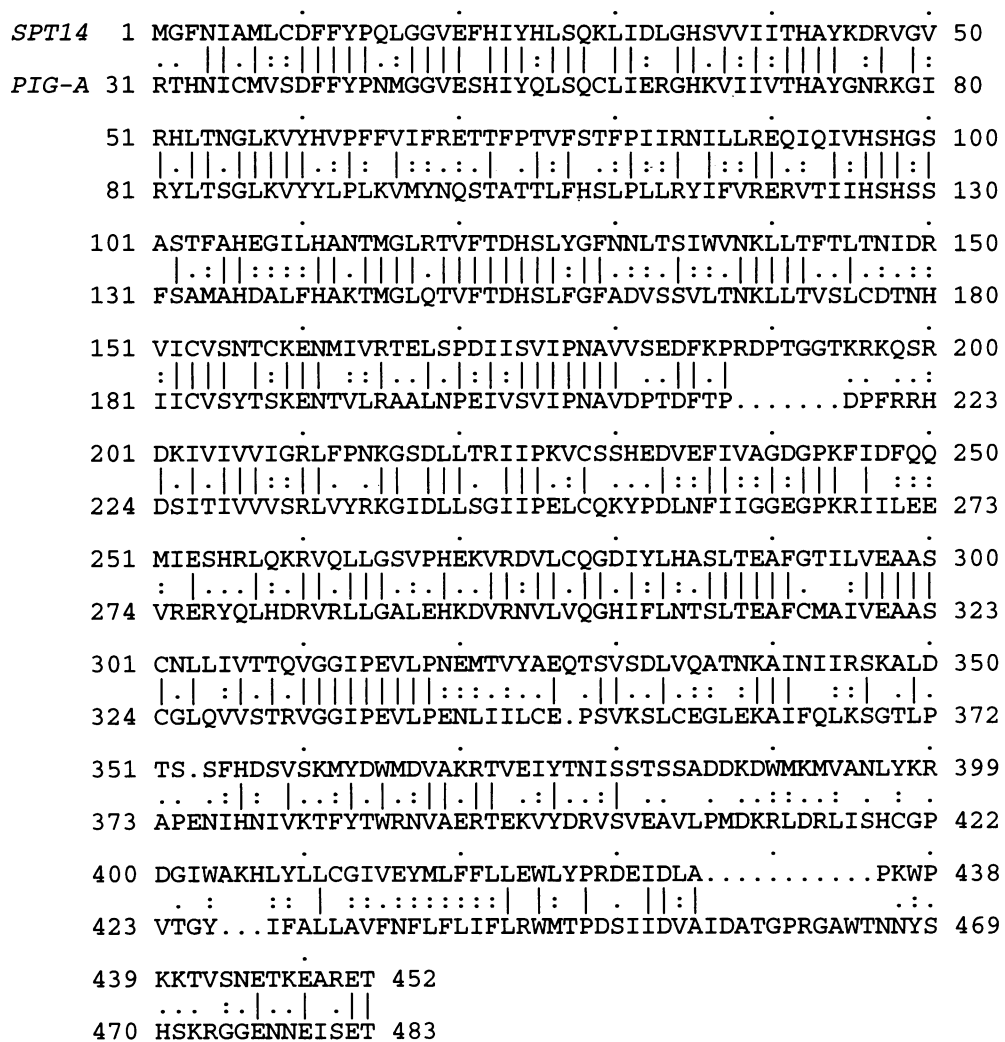 SPT14 1 MGFNIAMLCDFFYPQLGGVEFHIYHLSQKLIDLGHSVVIITHAYKDRVGV 50
PIG-A 31 RTHNICMVSDFFYPNMGGVESHIYQLSQCLIERGHKVIIVTHAYGNRKGI 80
51 RHLTNGLKVYHVPFFVIFRETTFPTVFSTFPIIRNILLREQIQIVHSHGS 100
81 RYLTSGLKVYYLPLKVMYNQSTATTLFHSLPLLRYIFVRERVTIIHSHSS 130
101 ASTFAHEGILHANTMGLRTVFTDHSLYGFNNLTSIWVNKLLTFTLTNIDR 150
131 FSAMAHDALFHAKTMGLQTVFTDHSLFGFADVSSVLTNKLLTVSLCDTNH 180
151 VICVSNTCKENMIVRTELSPDIISVIPNAVVSEDFKPRDPTGGTKRKQSR 200
181 IICVSYTSKENTVLRAALNPEIVSVIPNAVDPTDFTP.......DPFRRH 223
201 DKIVIVVIGRLFPNKGSDLLTRIIPKVCSSHEDVEFIVAGDGPKFIDFQQ 250
224 DSITIVVVSRLVYRKGIDLLSGIIPELCQKYPDLNFIIGGEGPKRIILEE 273
251 MIESHRLQKRVQLLGSVPHEKVRDVLCQGDIYLHASLTEAFGTILVEAAS 300
274 VRERYQLHDRVRLLGALEHKDVRNVLVQGHIFLNTSLTEAFCMAIVEAAS 323
301 CNLLIVTTQVGGIPEVLPNEMTVYAEQTSVSDLVQATNKAINIIRSKALD 350
324 CGLQVVSTRVGGIPEVLPENLIILCE.PSVKSLCEGLEKAIFQLKSGTLP 372
351 TS.SFHDSVSKMYDWMDVAKRTVEIYTNISSTSSADDKDWMKMVANLYKR 399
373 APENIHNIVKTFYTWRNVAERTEKVYDRVSVEAVLPMDKRLDRLISHCGP 422
400 DGIWAKHLYLLCGIVEYMLFFLLEWLYPRDEIDLA...........PKWP 438
423 VTGY...IFALLAVFNFLFLIFLRWMTPDSIIDVAIDATGPRGAWTNNYS 469
439 KKTVSNETKEARET 452
470 HSKRGGENNEISET 483